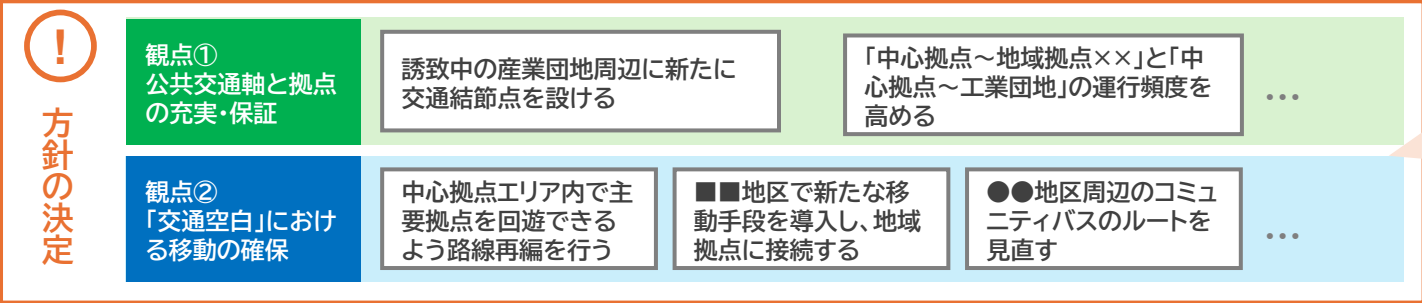 !
方針の決定
観点①
公共交通軸と拠点
の充実・保証
誘致中の産業団地周辺に新たに
交通結節点を設ける
「中心拠点～地域拠点××」と「中
心拠点～工業団地」の運行頻度を
高める
…
観点②
「交通空白」におけ
る移動の確保
中心拠点エリア内で主
要拠点を回遊できる
よう路線再編を行う
■■地区で新たな移
動手段を導入し、地域
拠点に接続する
●●地区周辺のコミュ
ニティバスのルートを
見直す
…